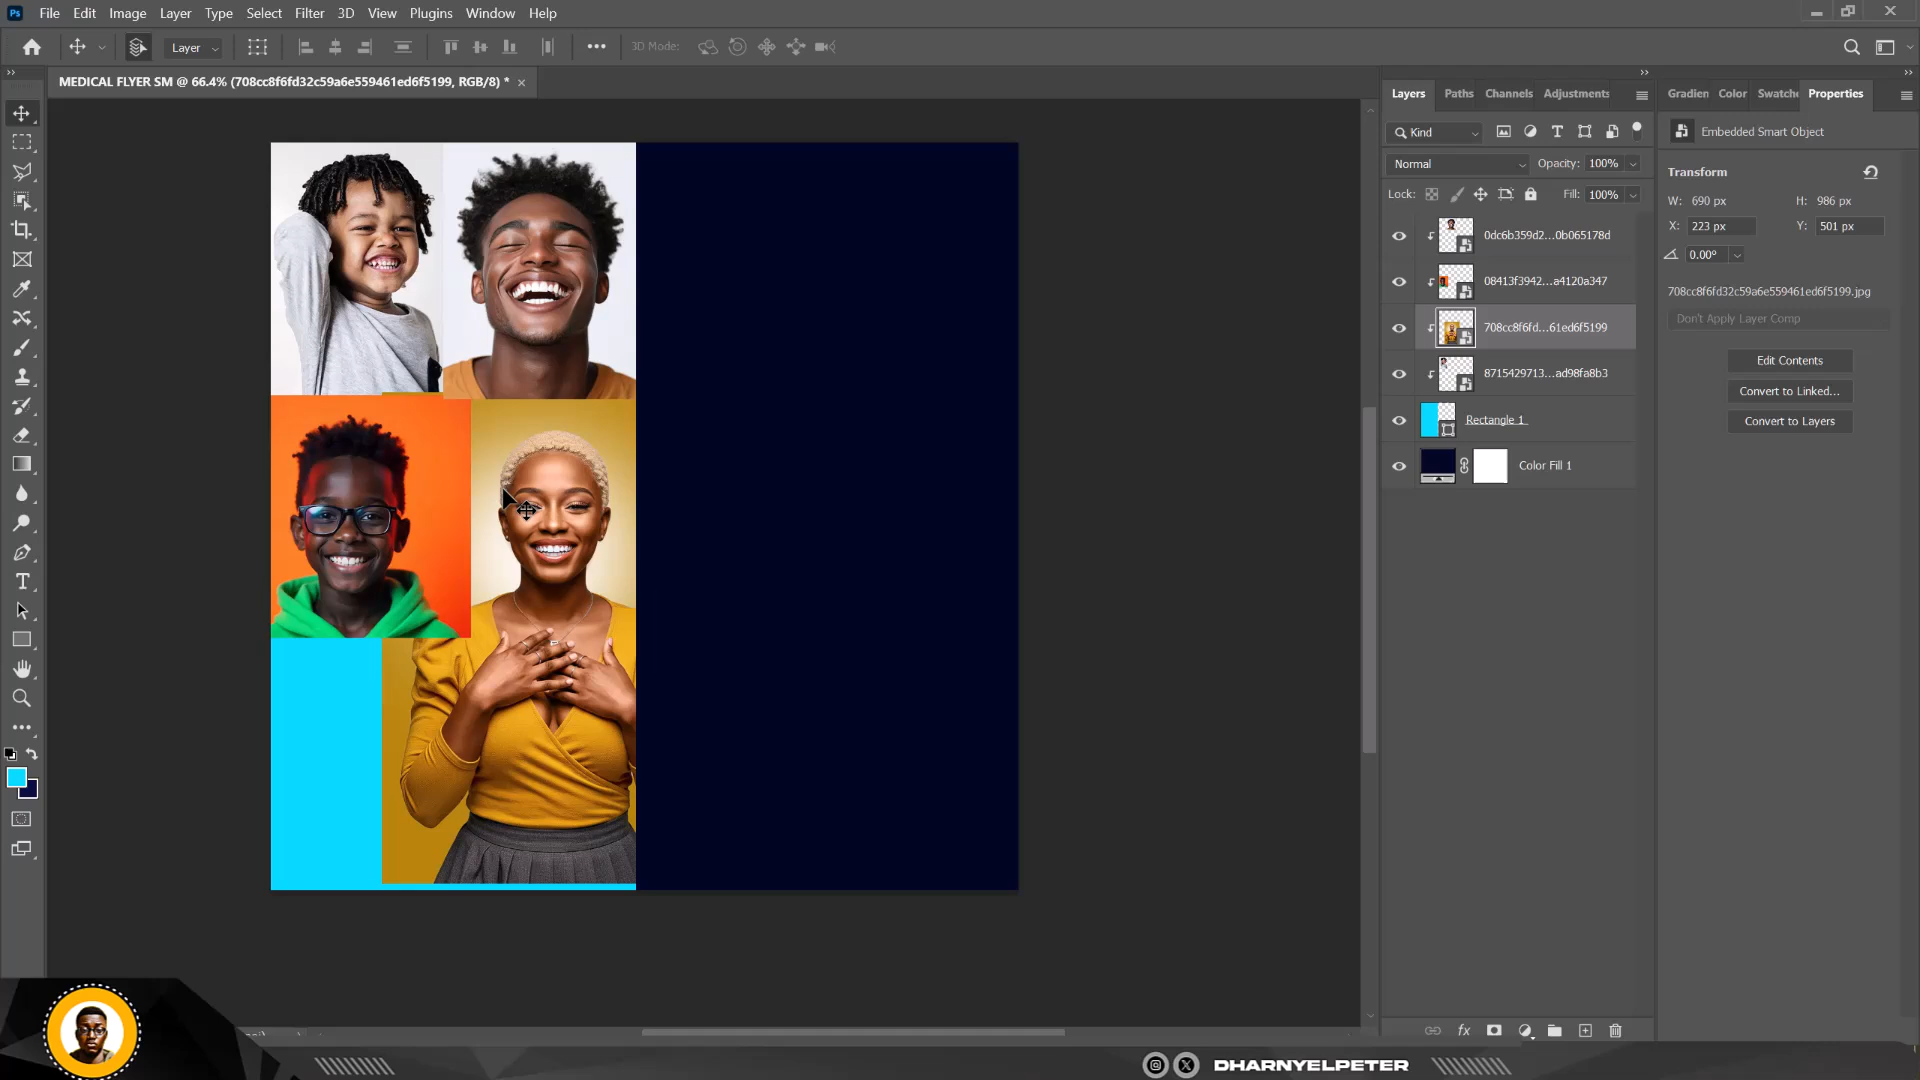 Ps File Edit Image Layer Type Select Filter 3D View Plugins Window Help
Layer 3D Mode:
MEDICAL FLYER SM @ 66.4% (708cc8f6fd32c59a6e559461ed6f5199, RGB/8) *
Layers Paths Channels Adjustments
Gradien Color Swatche Properties
Kind
Embedded Smart Object
Normal Opacity: 100%
Transform
Lock: Fill: 100%
W: 690 px H: 986 px
X: 223 px Y: 501 px
0dc6b359d2...0b065178d
0.00°
08413f3942...a4120a347
708cc8f6fd32c59a6e559461ed6f5199.jpg
Don't Apply Layer Comp
708cc8f6fd...61ed6f5199
Edit Contents
8715429713...ad98fa8b3
Convert to Linked...
Rectangle 1
Convert to Layers
Color Fill 1
fx
DHARNYELPETER